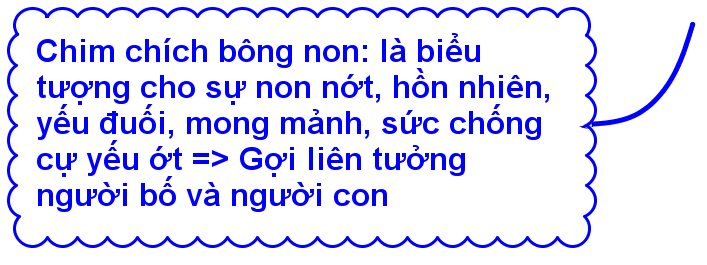 Chim chích bông non: là biểu
tượng cho sự non nớt, hồn nhiên,
yếu đuối, mong mảnh, sức chống
cự yếu ớt => Gợi liên tưởng
người bố và người con